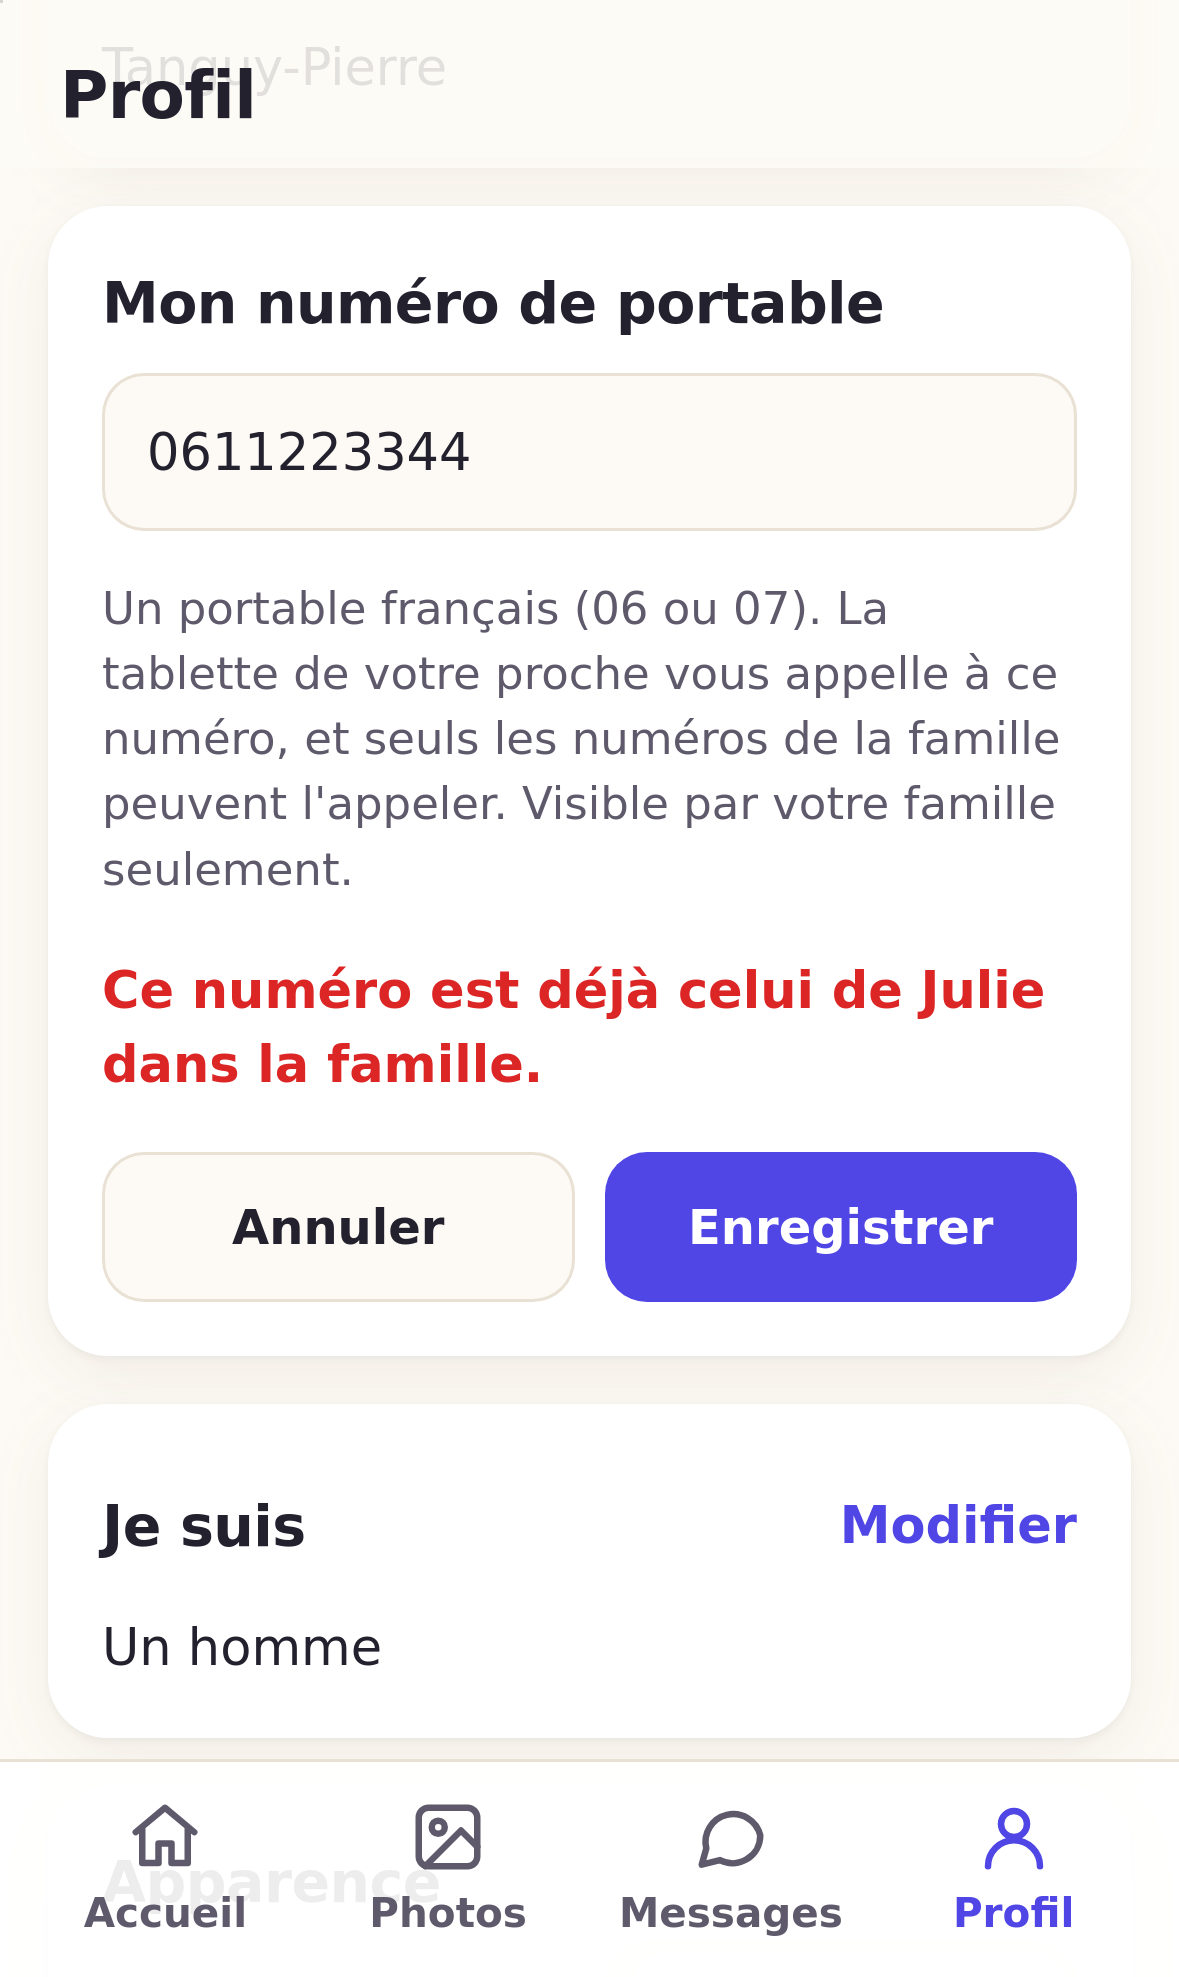 Tanguy-Pierre
Profil
Mon numéro de portable
0611223344
Un portable français (06 ou 07). La
tablette de votre proche vous appelle à ce
numéro, et seuls les numéros de la famille
peuvent l'appeler. Visible par votre famille
seulement.
Ce numéro est déjà celui de Julie
dans la famille.
Annuler
Enregistrer
Je suis
Modifier
Un homme
Apparence
Accueil
Photos
Messages
Profil